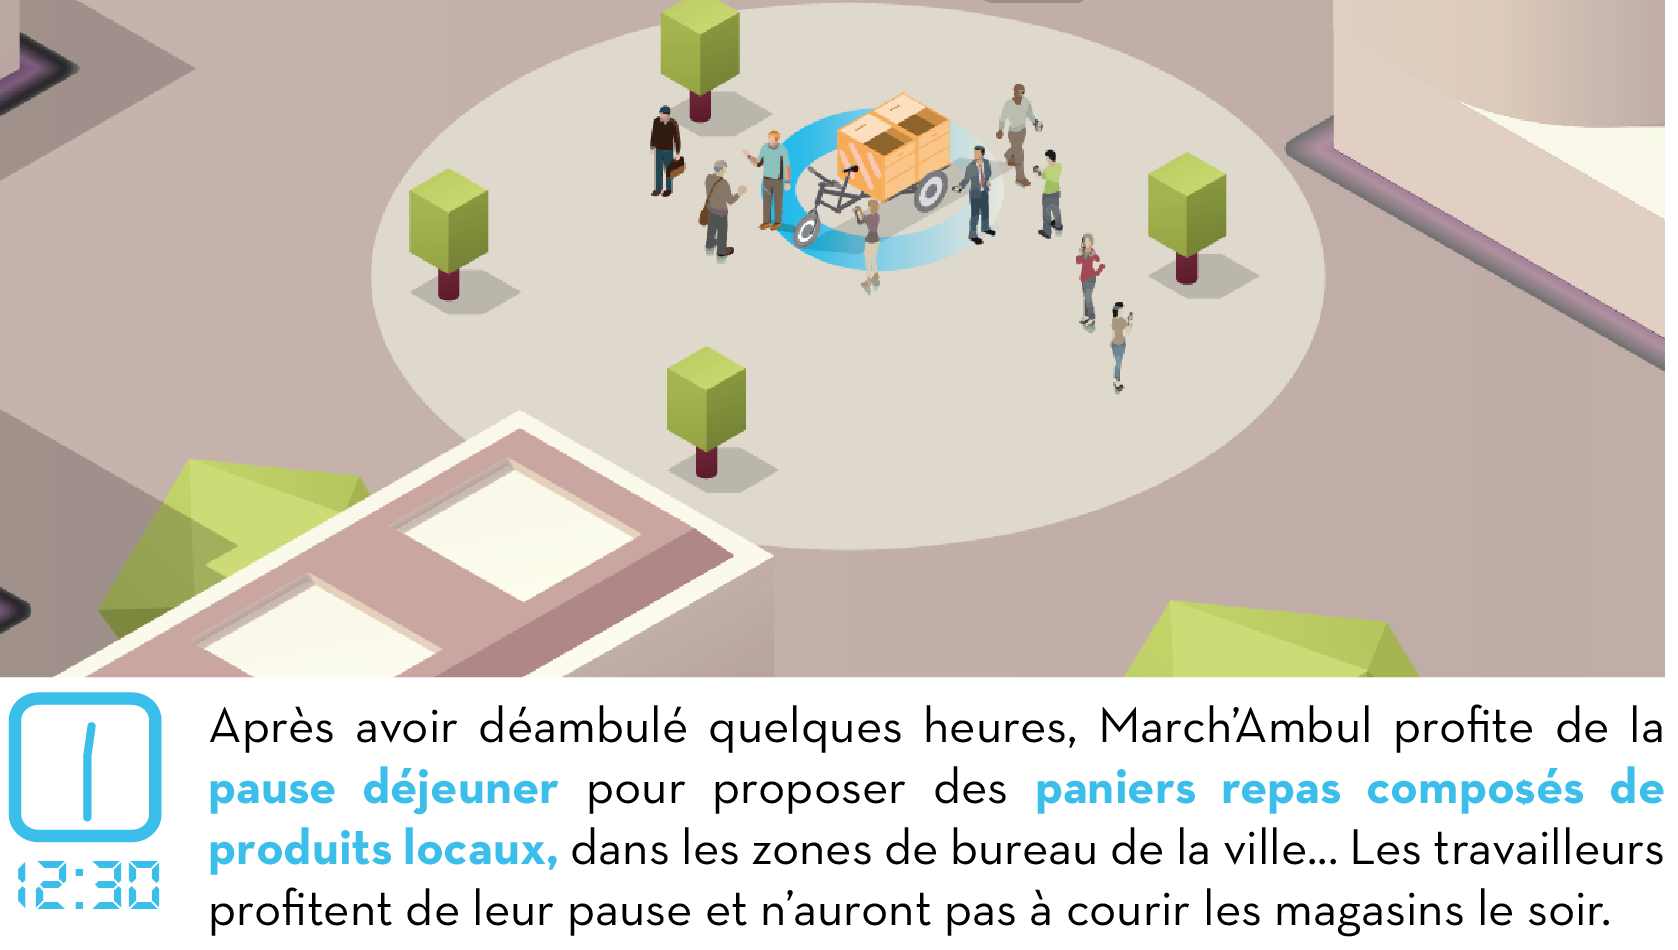 Après avoir déambulé quelques heures, March’Ambul profite de la
pause déjeuner pour proposer des paniers repas composés de
produits locaux, dans les zones de bureau de la ville... Les travailleurs
profitent de leur pause et n’auront pas à courir les magasins le soir.
12:30